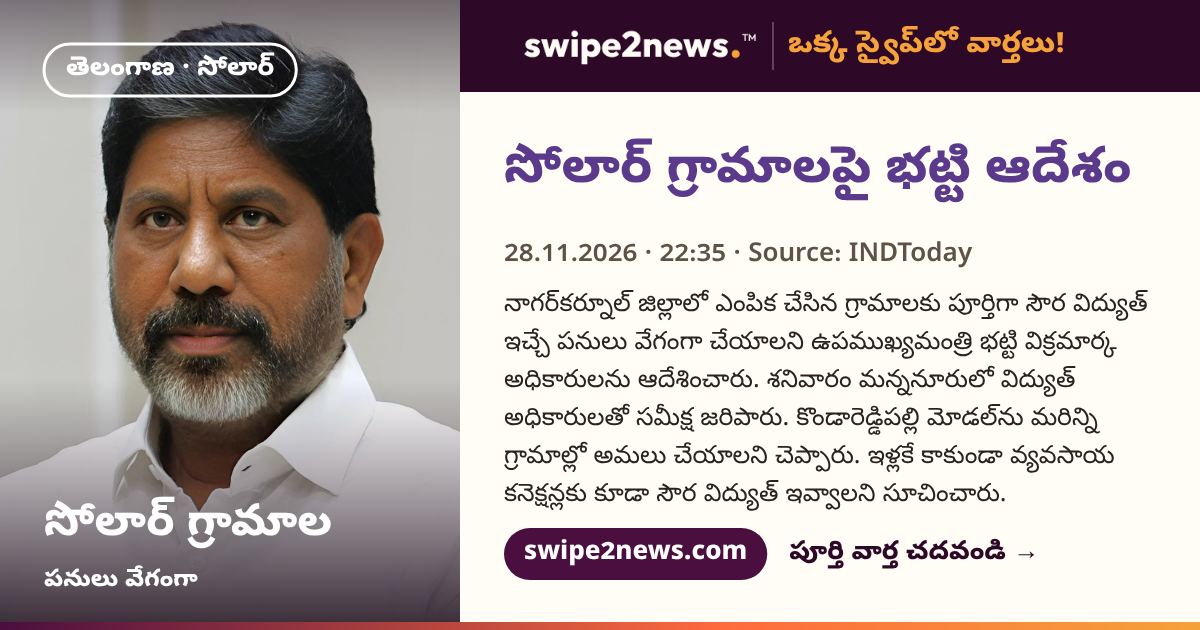 తెలంగాణ · సోలార్
సోలార్ గ్రామాల
పనులు వేగంగా
swipe2news.™
ఒక్క స్వైప్‌లో వార్తలు!
సోలార్ గ్రామాలపై భట్టి ఆదేశం
28.11.2026 · 22:35 · Source: INDToday
నాగర్‌కర్నూల్ జిల్లాలో ఎంపిక చేసిన గ్రామాలకు పూర్తిగా సౌర విద్యుత్
ఇచ్చే పనులు వేగంగా చేయాలని ఉపముఖ్యమంత్రి భట్టి విక్రమార్క
అధికారులను ఆదేశించారు. శనివారం మన్ననూరులో విద్యుత్
అధికారులతో సమీక్ష జరిపారు. కొండారెడ్డిపల్లి మోడల్‌ను మరిన్ని
గ్రామాల్లో అమలు చేయాలని చెప్పారు. ఇళ్లకే కాకుండా వ్యవసాయ
కనెక్షన్లకు కూడా సౌర విద్యుత్ ఇవ్వాలని సూచించారు.
swipe2news.com
పూర్తి వార్త చదవండి →